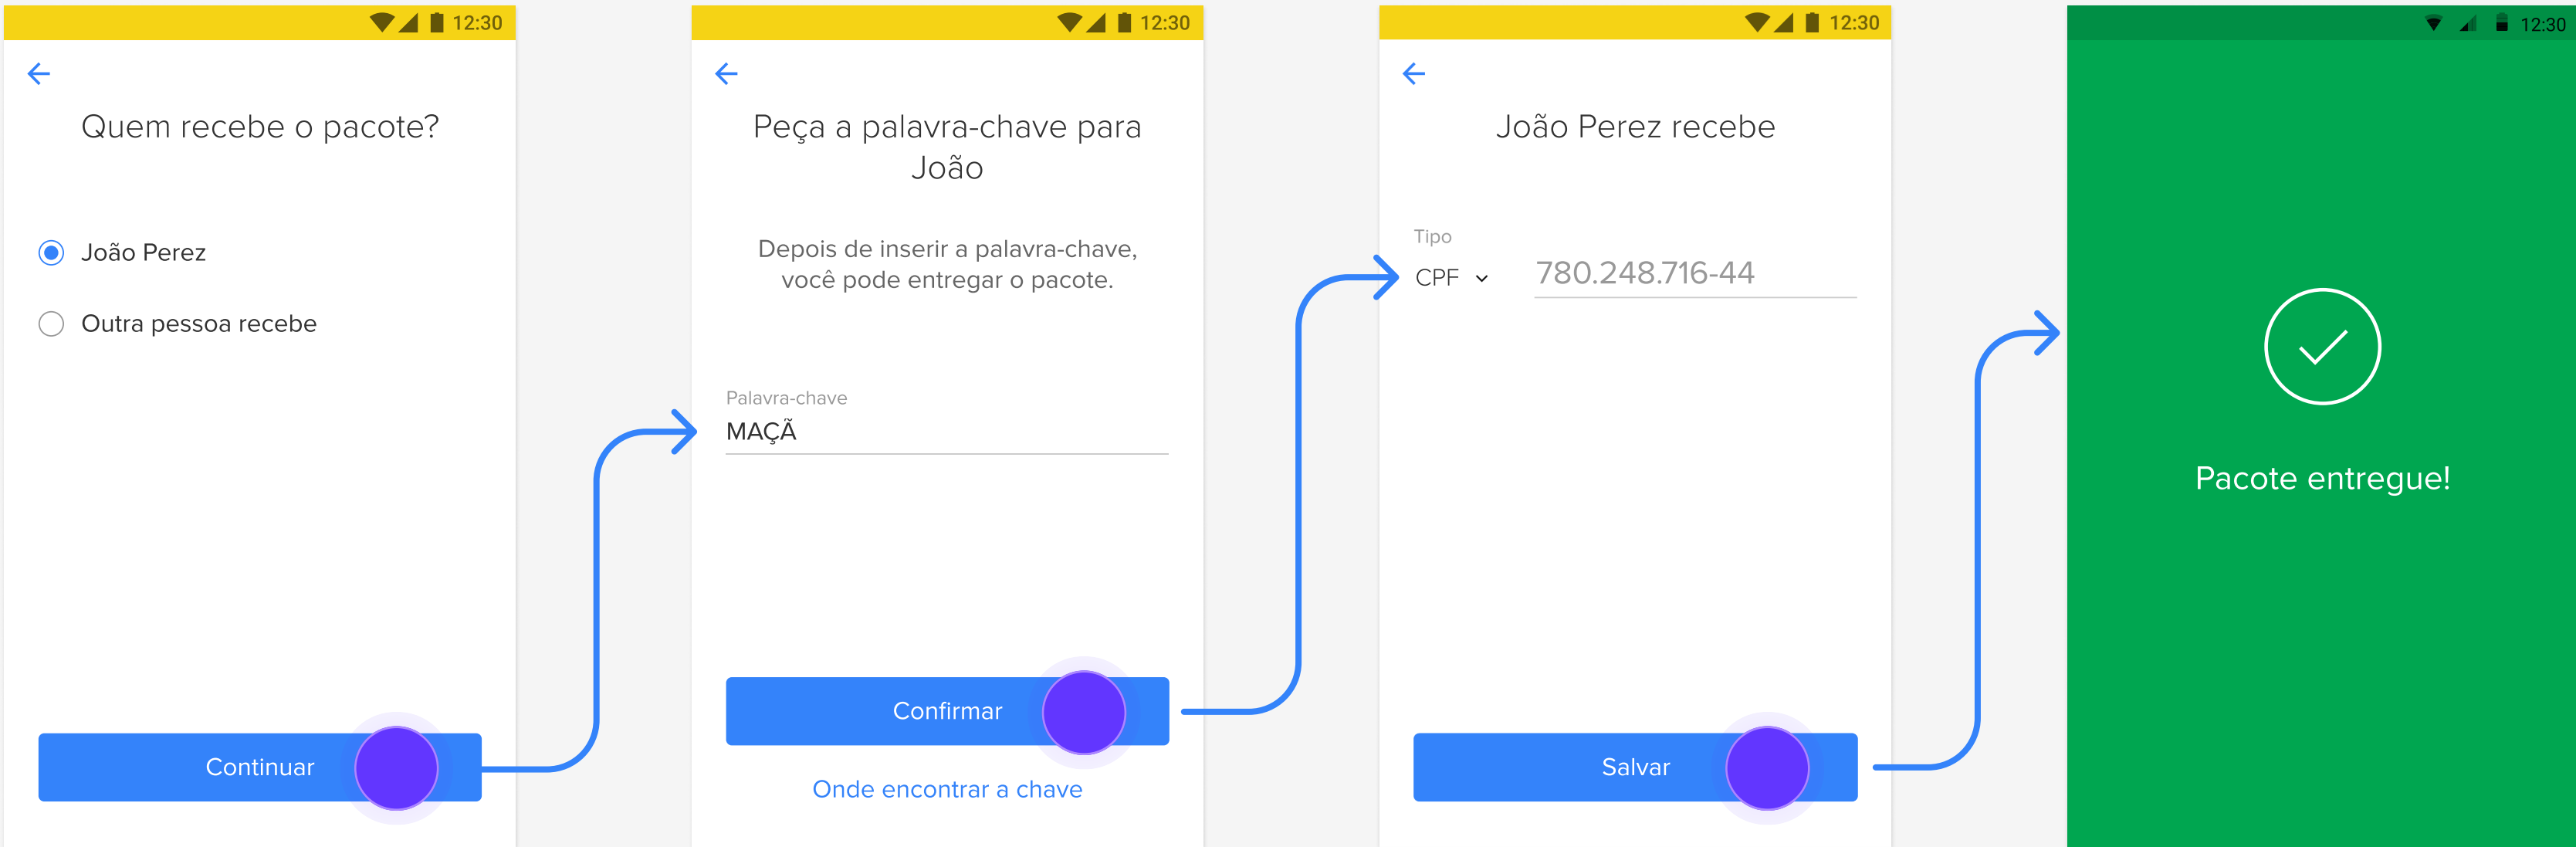 12:30
Quem recebe o pacote?
João Perez
Outra pessoa recebe
Continuar
12:30
Peça a palavra-chave para
João
Depois de inserir a palavra-chave,
você pode entregar o pacote.
Palavra-chave
MAÇÃ
Confirmar
Onde encontrar a chave
12:30
João Perez recebe
Tipo
CPF
780.248.716-44
Salvar
12:30
Pacote entregue!